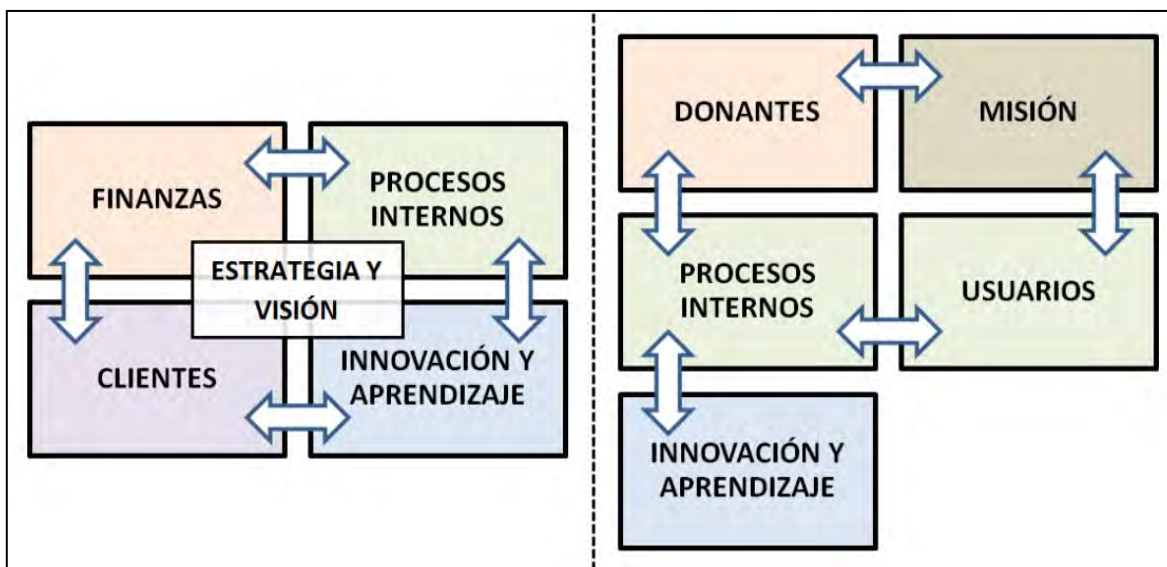 FINANZAS
PROCESOS
INTERNOS
ESTRATEGIA Y
VISIÓN
CLIENTES
INNOVACIÓN Y
APRENDIZAJE
DONANTES
MISIÓN
PROCESOS
INTERNOS
USUARIOS
INNOVACIÓN Y
APRENDIZAJE